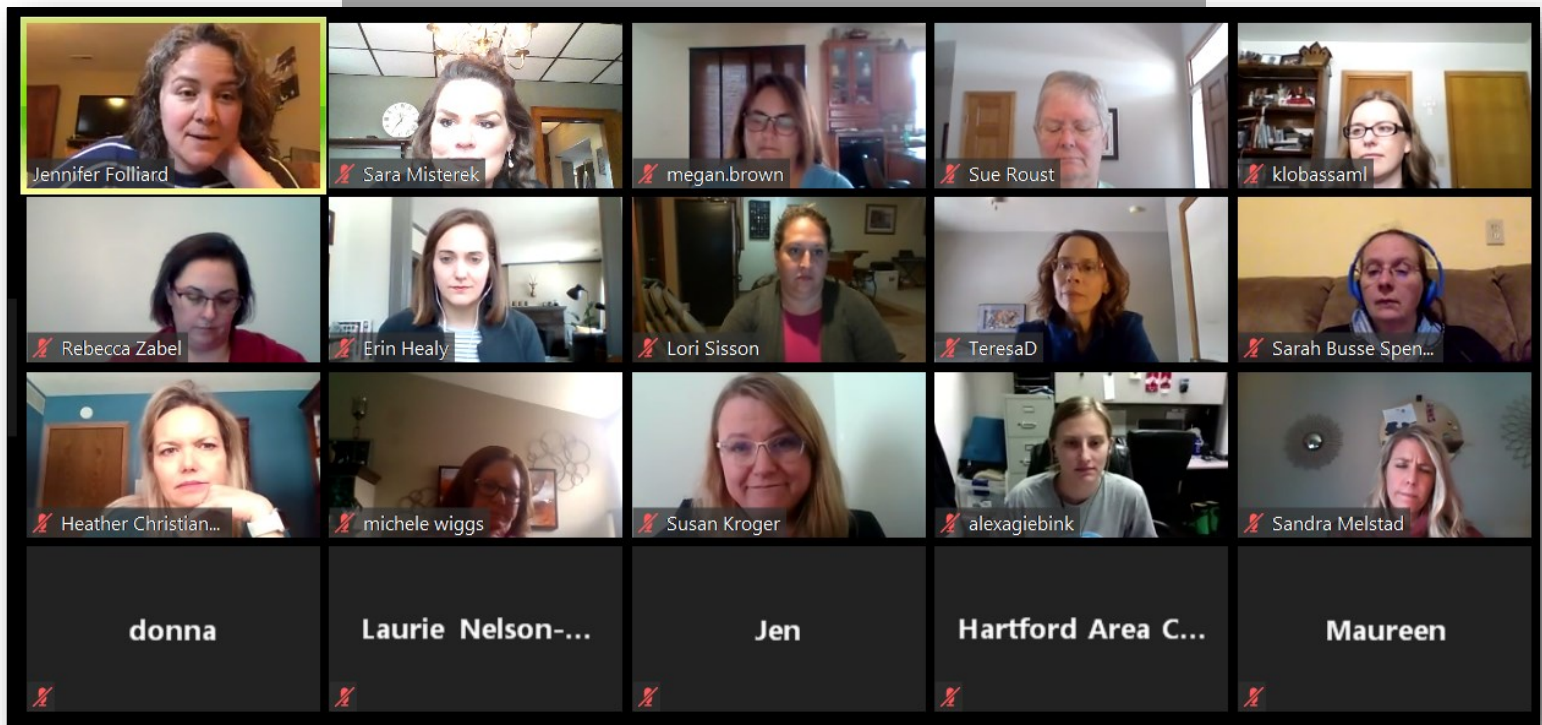 Jennifer Folliard
Sara Misterek
megan.brown
Sue Roust
klobassaml
Rebecca Zabel
Erin Healy
Lori Sisson
TeresaD
Sarah Busse Spen...
Heather Christian...
michele wiggs
Susan Kroger
alexagiebink
Sandra Melstad
donna
Laurie Nelson-...
Jen
Hartford Area C...
Maureen